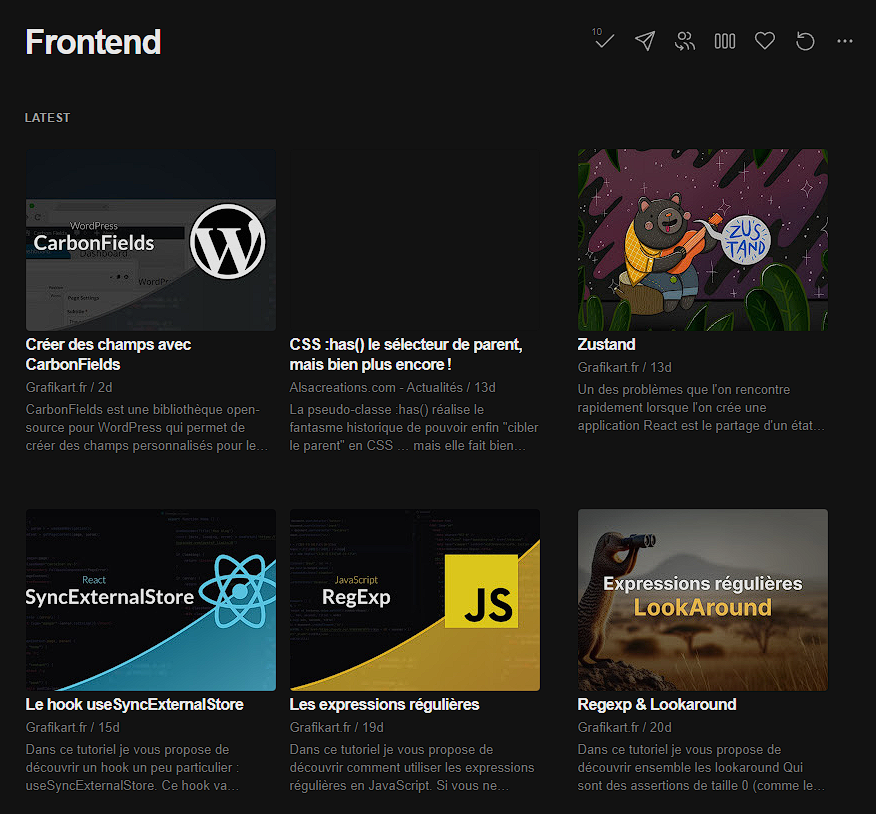 Frontend
10
LATEST
WordPress
CarbonFields
Dashboard
WordPr
Page Settings
Subtitle
ZUS
TAND
Créer des champs avec
CarbonFields
Grafikart.fr / 2d
CarbonFields est une bibliothèque open-
source pour WordPress qui permet de
créer des champs personnalisés pour le…
CSS :has() le sélecteur de parent,
mais bien plus encore !
Alsacreations.com - Actualités / 13d
La pseudo-classe :has() réalise le
fantasme historique de pouvoir enfin "cibler
le parent" en CSS … mais elle fait bien…
Zustand
Grafikart.fr / 13d
Un des problèmes que l'on rencontre
rapidement lorsque l'on crée une
application React est le partage d'un état…
React
SyncExternalStore
JavaScript
RegExp
JS
Expressions régulières
LookAround
Le hook useSyncExternalStore
Grafikart.fr / 15d
Dans ce tutoriel je vous propose de
découvrir un hook un peu particulier :
useSyncExternalStore. Ce hook va…
Les expressions régulières
Grafikart.fr / 19d
Dans ce tutoriel je vous propose de
découvrir comment utiliser les expressions
régulières en JavaScript. Si vous ne…
Regexp & Lookaround
Grafikart.fr / 20d
Dans ce tutoriel je vous propose de
découvrir ensemble les lookaround Qui
sont des assertions de taille 0 (comme le…